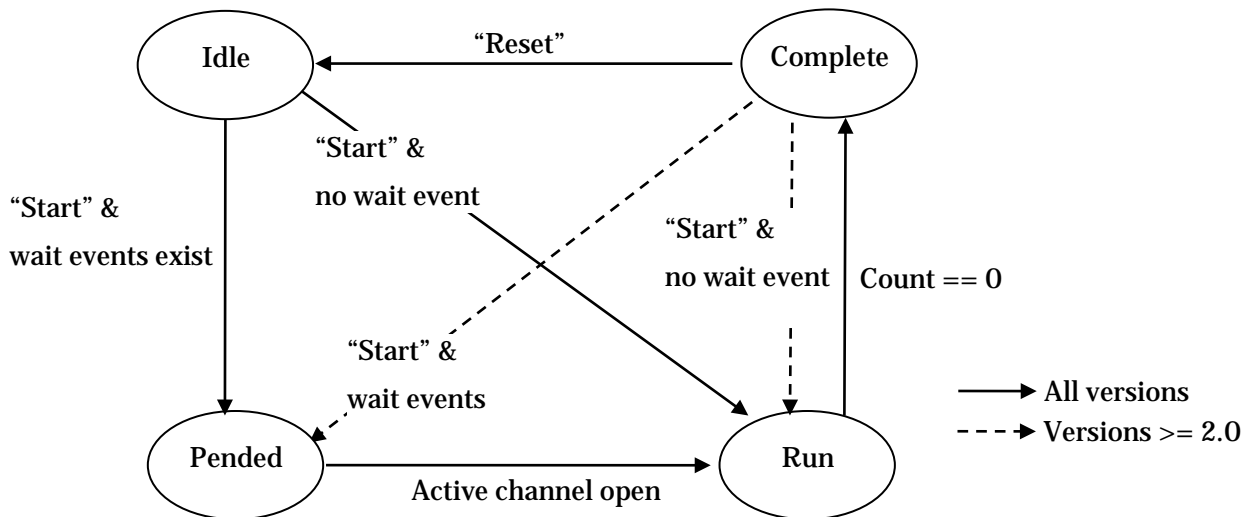 Idle
“Reset”
Complete
“Start” &
no wait event
“Start” &
wait events exist
“Start” &
no wait event
Count == 0
“Start” &
wait events
Pended
Active channel open
Run
All versions
Versions >= 2.0